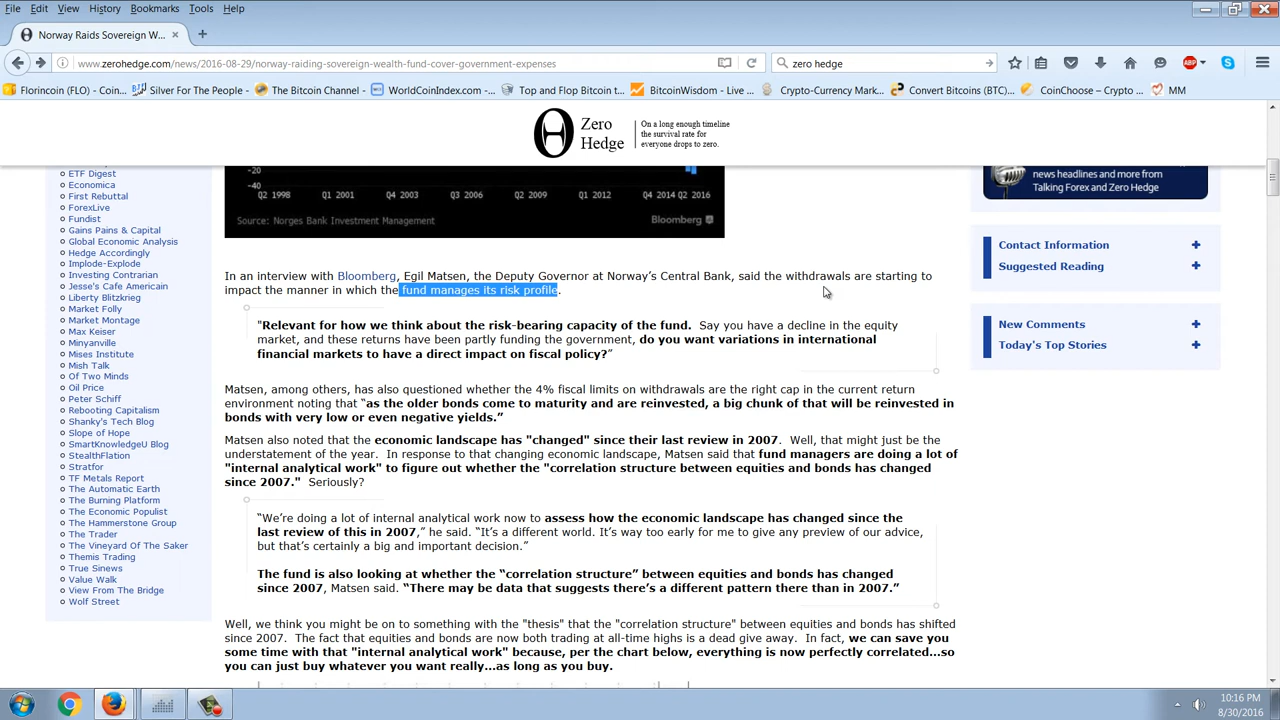 File Edit View History Bookmarks Tools Help
Norway Raids Sovereign W...
www.zerohedge.com/news/2016-08-29/norway-raiding-sovereign-wealth-fund-cover-government-expenses
zero hedge
ABP
Florincoin (FLO) - Coin...
Silver For The People -
The Bitcoin Channel -
WorldCoinIndex.com -...
Top and Flop Bitcoin t...
BitcoinWisdom - Live ...
Crypto-Currency Mark...
Convert Bitcoins (BTC)...
CoinChoose – Crypto ...
MM
Zero Hedge
On a long enough timeline
the survival rate for
everyone drops to zero.
ETF Digest
Economica
First Rebuttal
ForexLive
Fundist
Gains Pains & Capital
Global Economic Analysis
Hedge Accordingly
Implode-Explode
Investing Contrarian
Jesse's Cafe Americain
Liberty Blitzkrieg
Market Folly
Market Montage
Max Keiser
Minyanville
Mises Institute
Mish Talk
Of Two Minds
Oil Price
Peter Schiff
Rebooting Capitalism
Shanky's Tech Blog
Slope of Hope
SmartKnowledgeU Blog
StealthFlation
Stratfor
TF Metals Report
The Automatic Earth
The Burning Platform
The Economic Populist
The Hammerstone Group
The Trader
The Vineyard Of The Saker
Themis Trading
True Sinews
Value Walk
View From The Bridge
Wolf Street
-20
-40
Q2 1998 Q1 2001 Q4 2003 Q3 2006 Q2 2009 Q1 2012 Q4 2014 Q2 2016
Source: Norges Bank Investment Management
Bloomberg
In an interview with Bloomberg, Egil Matsen, the Deputy Governor at Norway's Central Bank, said the withdrawals are starting to
impact the manner in which the fund manages its risk profile.
"Relevant for how we think about the risk-bearing capacity of the fund. Say you have a decline in the equity
market, and these returns have been partly funding the government, do you want variations in international
financial markets to have a direct impact on fiscal policy?”
Matsen, among others, has also questioned whether the 4% fiscal limits on withdrawals are the right cap in the current return
environment noting that “as the older bonds come to maturity and are reinvested, a big chunk of that will be reinvested in
bonds with very low or even negative yields.”
Matsen also noted that the economic landscape has "changed" since their last review in 2007. Well, that might just be the
understatement of the year. In response to that changing economic landscape, Matsen said that fund managers are doing a lot of
"internal analytical work" to figure out whether the "correlation structure between equities and bonds has changed
since 2007." Seriously?
“We’re doing a lot of internal analytical work now to assess how the economic landscape has changed since the
last review of this in 2007,” he said. “It’s a different world. It’s way too early for me to give any preview of our advice,
but that’s certainly a big and important decision.”
The fund is also looking at whether the “correlation structure” between equities and bonds has changed
since 2007, Matsen said. “There may be data that suggests there’s a different pattern there than in 2007.”
Well, we think you might be on to something with the "thesis" that the "correlation structure" between equities and bonds has shifted
since 2007. The fact that equities and bonds are now both trading at all-time highs is a dead give away. In fact, we can save you
some time with that "internal analytical work" because, per the chart below, everything is now perfectly correlated...so
you can just buy whatever you want really...as long as you buy.
news headlines and more from
Talking Forex and Zero Hedge
Contact Information +
Suggested Reading +
New Comments +
Today's Top Stories +
10:16 PM
8/30/2016